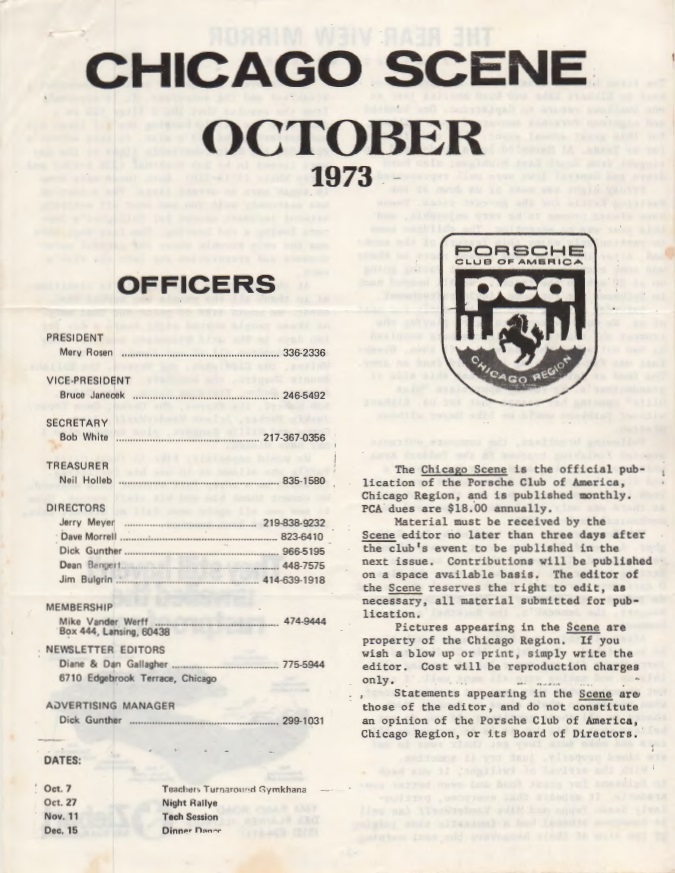 CHICAGO SCENE
OCTOBER
1973
PORSCHE
CLUB OF AMERICA
pca
CHICAGO REGION
OFFICERS
PRESIDENT
Merv Rosen ........ 336-2336
VICE-PRESIDENT
Bruce Janecek ........ 246-5492
SECRETARY
Bob White ........ 217-367-0356
TREASURER
Neil Holleb ........ 835-1580
DIRECTORS
Jerry Meyer ........ 219-838-9232
Dave Morrell ........ 823-6410
Dick Gunther ........ 966-5195
Dean Bengert ........ 448-7575
Jim Bulgrin ........ 414-639-1918
MEMBERSHIP
Mike Vander Werff ........ 474-9444
Box 444, Lansing, 60438
NEWSLETTER EDITORS
Diane & Dan Gallagher ........ 775-5944
6710 Edgebrook Terrace, Chicago
ADVERTISING MANAGER
Dick Gunther ........ 299-1031
DATES:
Oct. 7 Teachers Turnaround Gymkhana
Oct. 27 Night Rallye
Nov. 11 Tech Session
Dec. 15 Dinner Dance
The Chicago Scene is the official pub-
lication of the Porsche Club of America,
Chicago Region, and is published monthly.
PCA dues are $18.00 annually.
Material must be received by the
Scene editor no later than three days after
the club's event to be published in the
next issue. Contributions will be published
on a space available basis. The editor of
the Scene reserves the right to edit, as
necessary, all material submitted for pub-
lication.
Pictures appearing in the Scene are
property of the Chicago Region. If you
wish a blow up or print, simply write the
editor. Cost will be reproduction charges
only.
Statements appearing in the Scene are
those of the editor, and do not constitute
an opinion of the Porsche Club of America,
Chicago Region, or its Board of Directors.